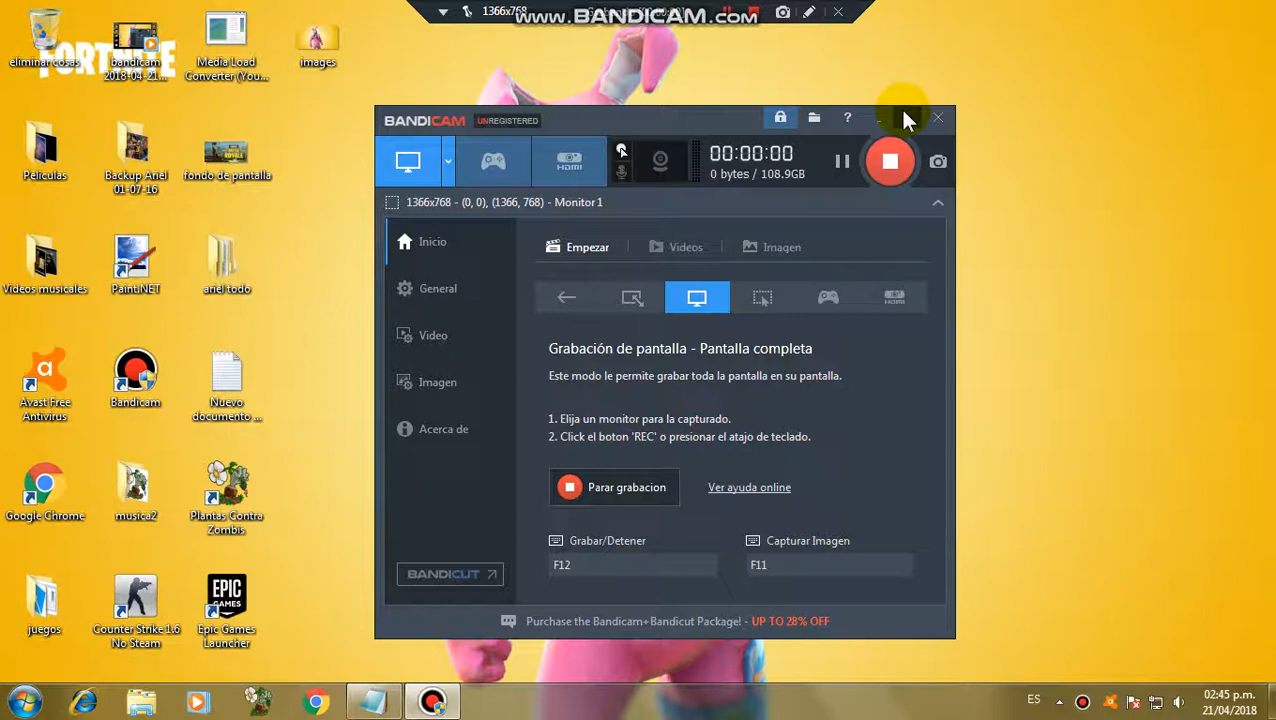 1366x768
www.BANDICAM.com
FORTNITE
eliminar cosas
bandicam
2018-04-21...
Media Load
Converter (You...
images
Peliculas
Backup Ariel
01-07-16
fondo de pantalla
Videos musicales
Paint.NET
ariel todo
Avast Free
Antivirus
Bandicam
Nuevo
documento ...
Google Chrome
musica2
Plantas Contra
Zombis
juegos
Counter Strike 1.6
No Steam
EPIC
GAMES
Epic Games
Launcher
BANDICAM UNREGISTERED
HDMI
00:00:00
0 bytes / 108.9GB
1366x768 - (0, 0), (1366, 768) - Monitor 1
Inicio
General
Video
Imagen
Acerca de
BANDICUT
Empezar
Videos
Imagen
HDMI
Grabación de pantalla - Pantalla completa
Este modo le permite grabar toda la pantalla en su pantalla.
1. Elija un monitor para la capturado.
2. Click el boton 'REC' o presionar el atajo de teclado.
Parar grabacion
Ver ayuda online
Grabar/Detener
Capturar Imagen
F12
F11
Purchase the Bandicam+Bandicut Package! - UP TO 28% OFF
ES
02:45 p.m.
21/04/2018